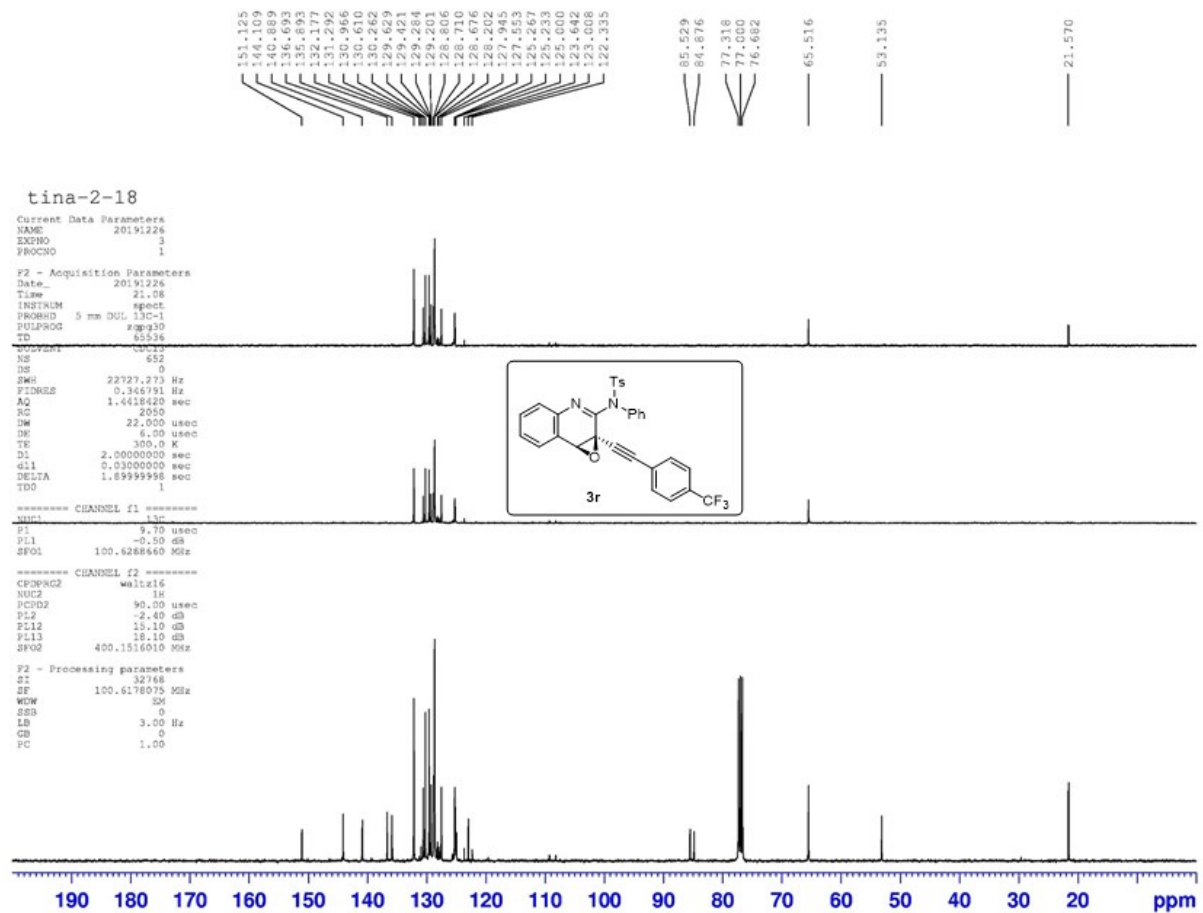 151.125
144.109
140.889
136.693
135.893
132.177
131.292
130.966
130.610
130.262
129.629
129.421
129.284
129.201
128.806
128.710
128.676
128.202
127.945
127.553
125.267
125.233
125.000
123.642
123.008
122.335
85.529
84.876
77.318
77.000
76.682
65.516
53.135
21.570
tina-2-18
Current Data Parameters
NAME 20191226
EXPNO 3
PROCNO 1
F2 - Acquisition Parameters
Date_ 20191226
Time 21.08
INSTRUM spect
PROBHD 5 mm DUL 13C-1
PULPROG zgpg30
TD 65536
SOLVENT CDCl3
NS 652
DS 0
SWH 22727.273 Hz
FIDRES 0.346791 Hz
AQ 1.4418420 sec
RG 2050
DW 22.000 usec
DE 6.00 usec
TE 300.0 K
D1 2.00000000 sec
d11 0.03000000 sec
DELTA 1.89999998 sec
TD0 1
======== CHANNEL f1 ========
NUC1 13C
P1 9.70 usec
PL1 -0.50 dB
SFO1 100.6288660 MHz
======== CHANNEL f2 ========
CPDPRG2 waltz16
NUC2 1H
PCPD2 90.00 usec
PL2 -2.40 dB
PL12 15.10 dB
PL13 18.10 dB
SFO2 400.1516010 MHz
F2 - Processing parameters
SI 32768
SF 100.6178075 MHz
WDW EM
SSB 0
LB 3.00 Hz
GB 0
PC 1.00
Ts
N N Ph
O
CF3
3r
190 180 170 160 150 140 130 120 110 100 90 80 70 60 50 40 30 20 ppm